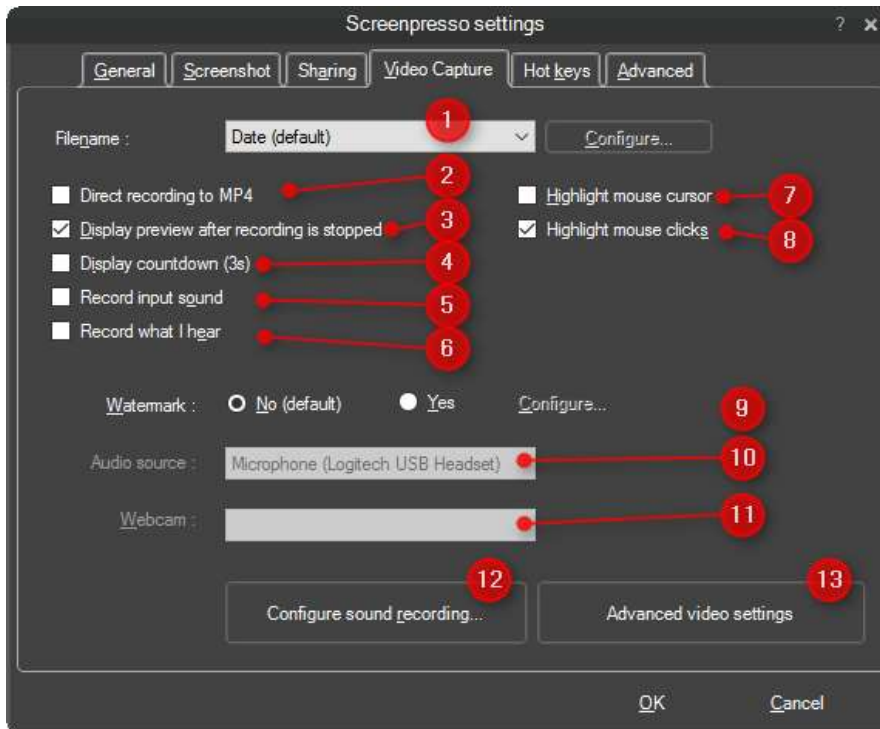 Screenpresso settings ? ×
General Screenshot Sharing Video Capture Hot keys Advanced
Filename : Date (default) 1 Configure...
2
Direct recording to MP4 Highlight mouse cursor 7
Display preview after recording is stopped 3 Highlight mouse clicks 8
Display countdown (3s) 4
Record input sound 5
Record what I hear 6
Watermark : No (default) Yes Configure... 9
Audio source : Microphone (Logitech USB Headset) 10
Webcam : 11
12 13
Configure sound recording... Advanced video settings
OK Cancel